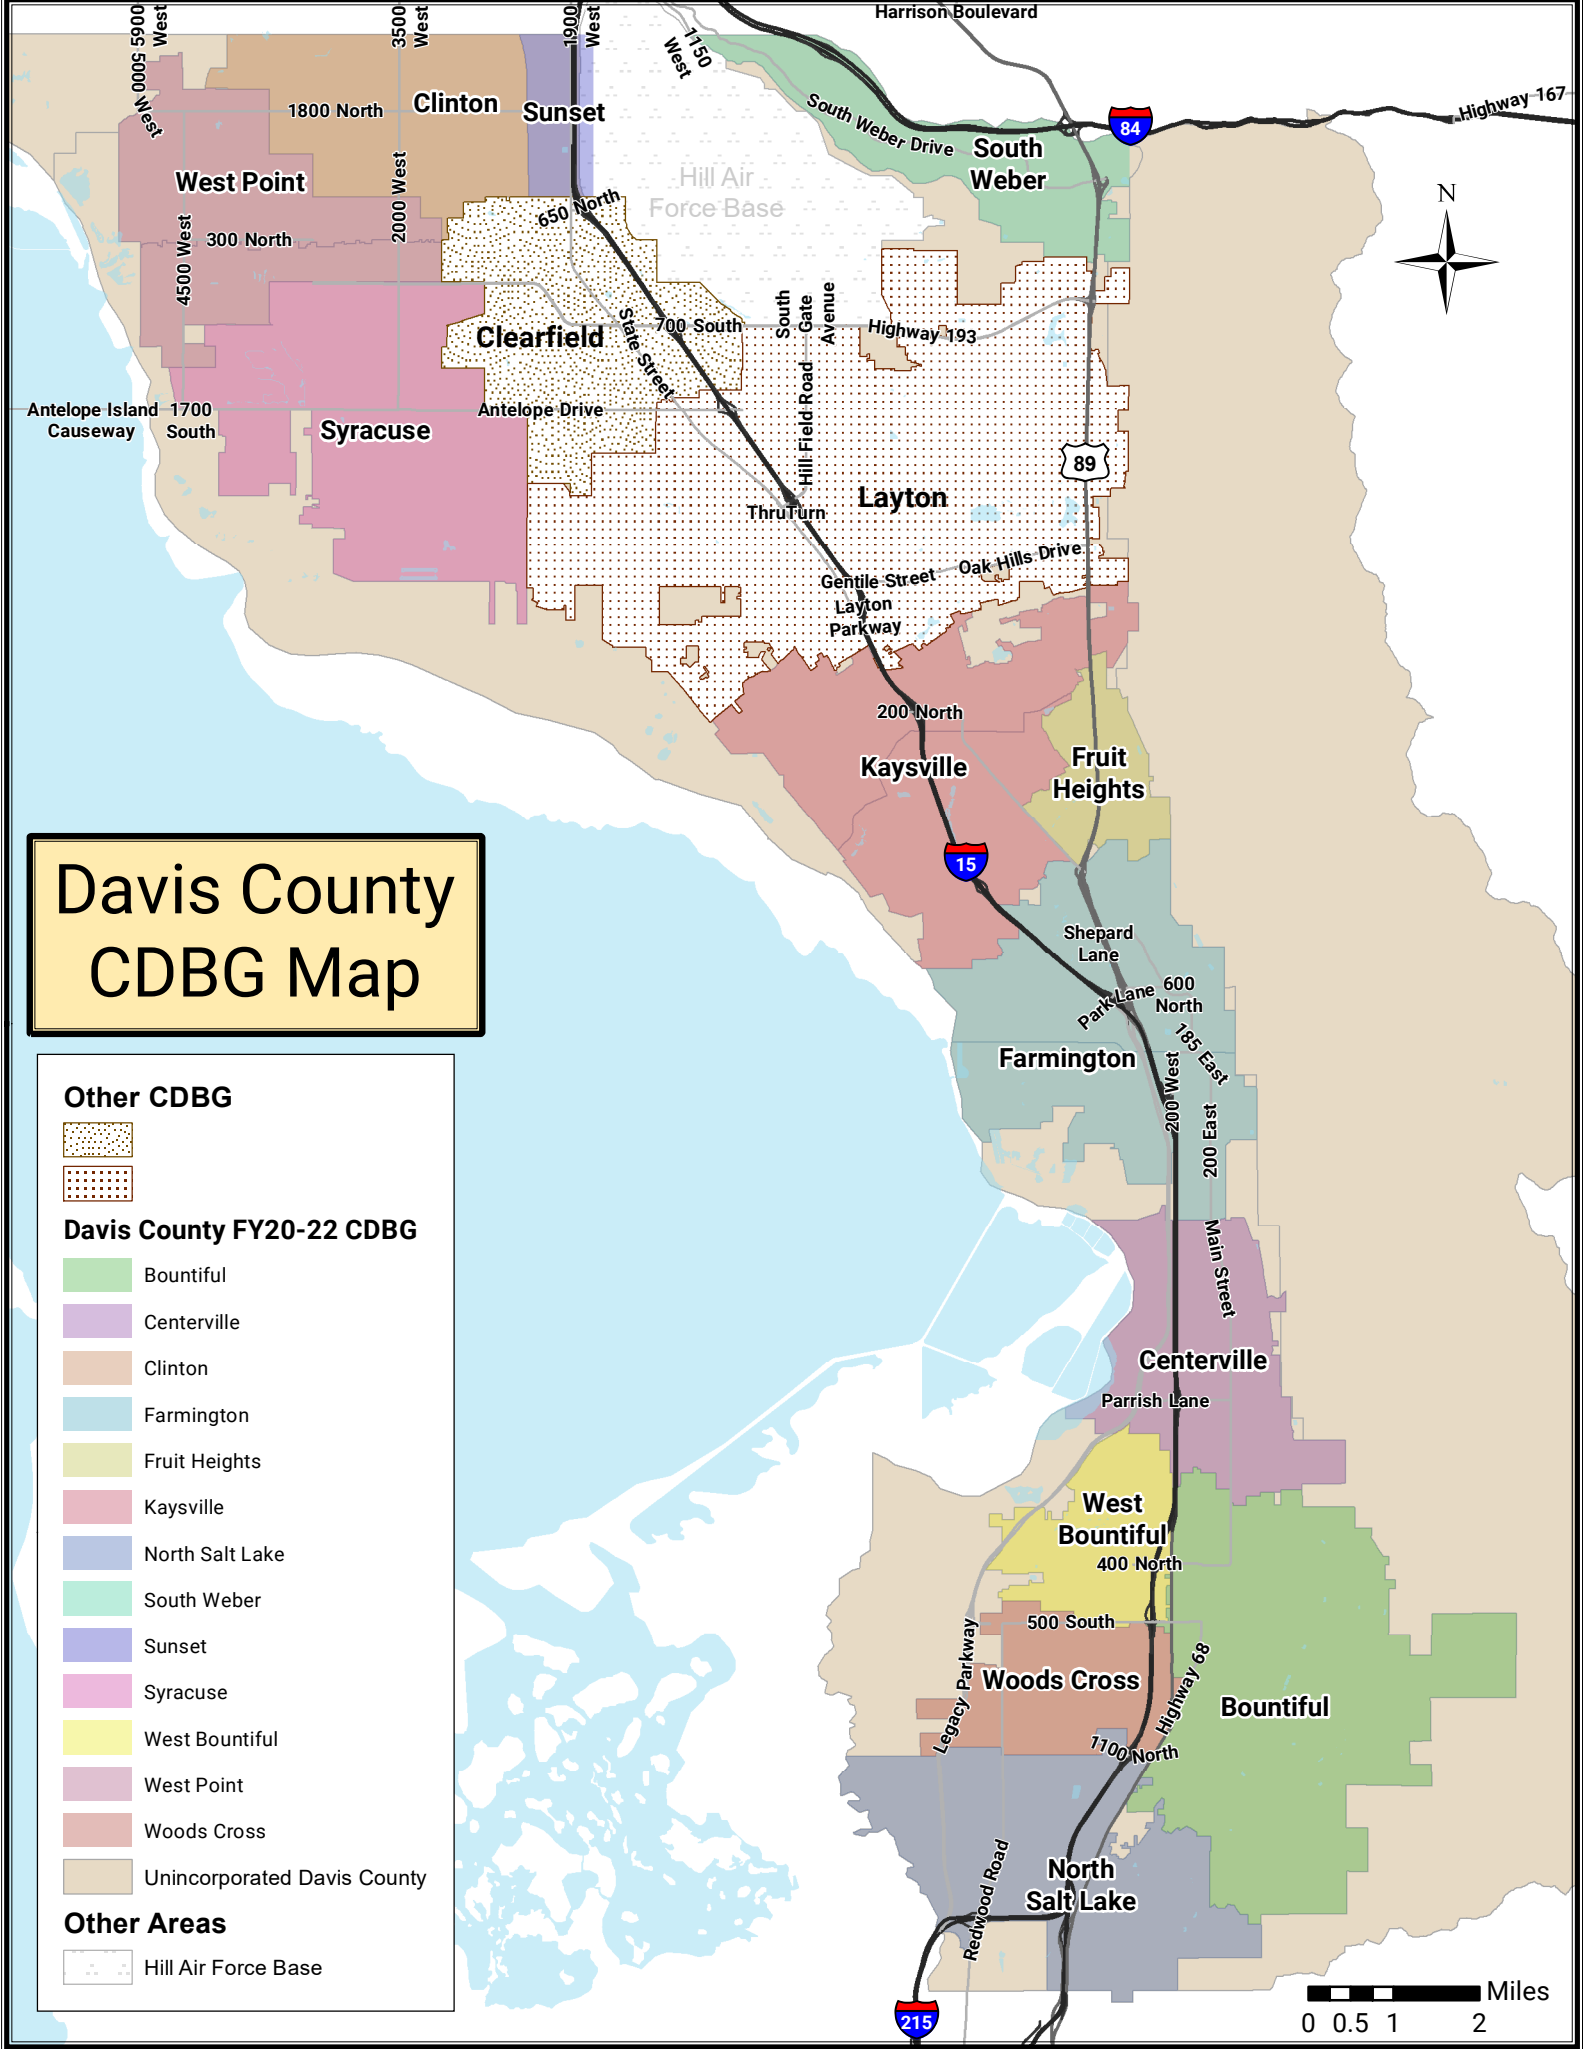 Harrison Boulevard
5900
West
3500
West
1900
West
1150
West
5000
West
Highway 167
84
South Weber Drive
1800 North
Clinton
Sunset
South
Weber
West Point
2000 West
Hill Air
Force Base
N
650 North
300 North
4500 West
South
Gate
Avenue
Clearfield
State Street
700 South
Highway 193
Hill Field Road
Antelope Island
Causeway
1700
South
Antelope Drive
Syracuse
89
Layton
ThruTurn
Gentile Street
Oak Hills Drive
Layton
Parkway
200 North
Kaysville
Fruit
Heights
15
Davis County
CDBG Map
Shepard
Lane
Park Lane
600
North
185 East
Farmington
200 West
200 East
Main Street
Centerville
Parrish Lane
West
Bountiful
400 North
500 South
Legacy Parkway
Woods Cross
Highway 68
Bountiful
1100 North
North
Salt Lake
Redwood Road
215
Other CDBG
Davis County FY20-22 CDBG
Bountiful
Centerville
Clinton
Farmington
Fruit Heights
Kaysville
North Salt Lake
South Weber
Sunset
Syracuse
West Bountiful
West Point
Woods Cross
Unincorporated Davis County
Other Areas
Hill Air Force Base
Miles
0 0.5 1 2